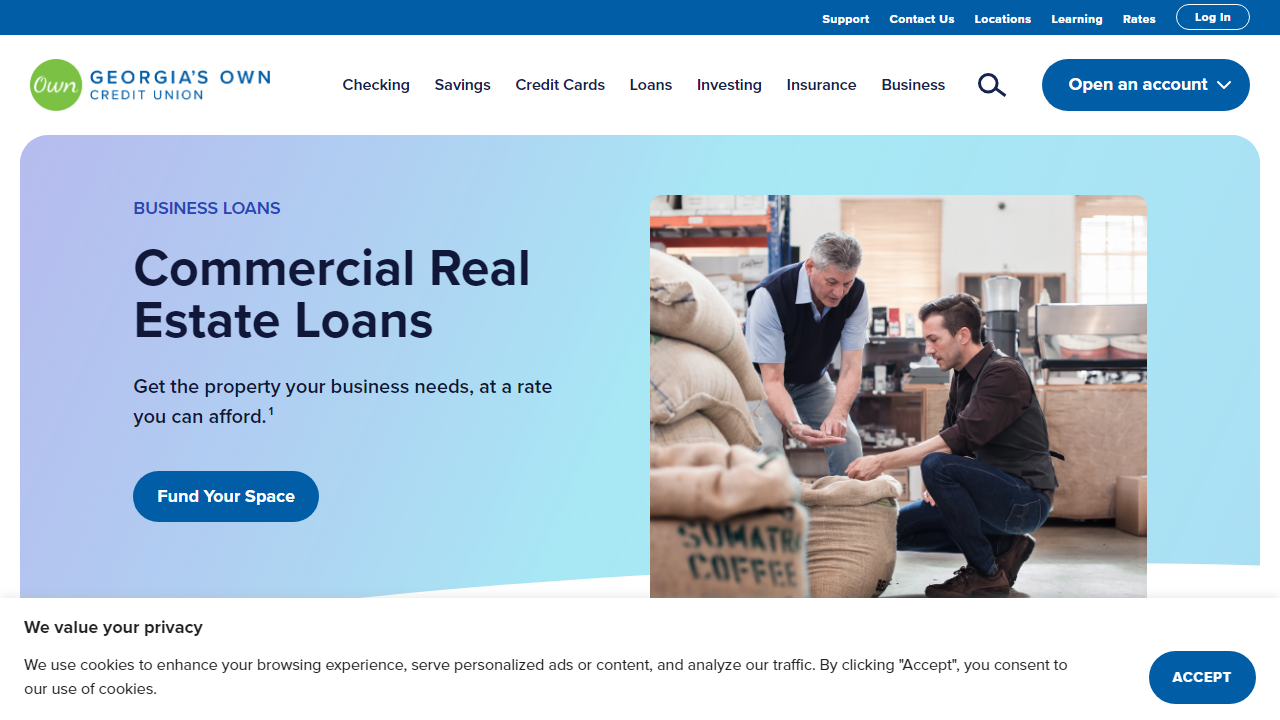 Support Contact Us Locations Learning Rates Log In
Own GEORGIA'S OWN
CREDIT UNION
Checking Savings Credit Cards Loans Investing Insurance Business Open an account
BUSINESS LOANS
Commercial Real
Estate Loans
Get the property your business needs, at a rate
you can afford.¹
Fund Your Space
SUMATRA
COFFEE
We value your privacy
We use cookies to enhance your browsing experience, serve personalized ads or content, and analyze our traffic. By clicking "Accept", you consent to
our use of cookies.
ACCEPT